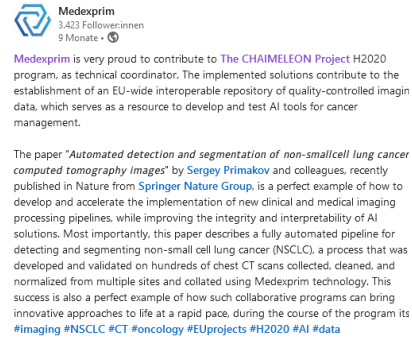 Medexprim
3.423 Follower:innen
9 Monate •
Medexprim is very proud to contribute to The CHAIMELEON Project H2020
program, as technical coordinator. The implemented solutions contribute to the
establishment of an EU-wide interoperable repository of quality-controlled imagin
data, which serves as a resource to develop and test AI tools for cancer
management.
The paper "Automated detection and segmentation of non-smallcell lung cancer
computed tomography images" by Sergey Primakov and colleagues, recently
published in Nature from Springer Nature Group, is a perfect example of how to
develop and accelerate the implementation of new clinical and medical imaging
processing pipelines, while improving the integrity and interpretability of AI
solutions. Most importantly, this paper describes a fully automated pipeline for
detecting and segmenting non-small cell lung cancer (NSCLC), a process that was
developed and validated on hundreds of chest CT scans collected, cleaned, and
normalized from multiple sites and collated using Medexprim technology. This
success is also a perfect example of how such collaborative programs can bring
innovative approaches to life at a rapid pace, during the course of the program its
#imaging #NSCLC #CT #oncology #EUprojects #H2020 #AI #data